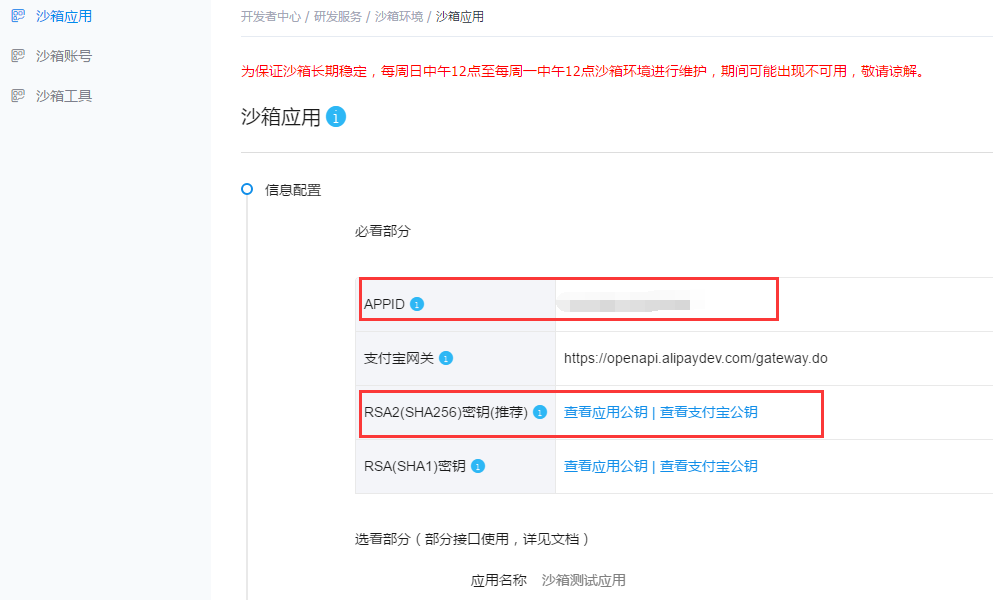 沙箱应用
沙箱账号
沙箱工具
开发者中心 / 研发服务 / 沙箱环境 / 沙箱应用
为保证沙箱长期稳定，每周日中午12点至每周一中午12点沙箱环境进行维护，期间可能出现不可用，敬请谅解。
沙箱应用 i
信息配置
必看部分
APPID i
支付宝网关 i https://openapi.alipaydev.com/gateway.do
RSA2(SHA256)密钥(推荐) i 查看应用公钥 | 查看支付宝公钥
RSA(SHA1)密钥 i 查看应用公钥 | 查看支付宝公钥
选看部分（部分接口使用，详见文档）
应用名称 沙箱测试应用